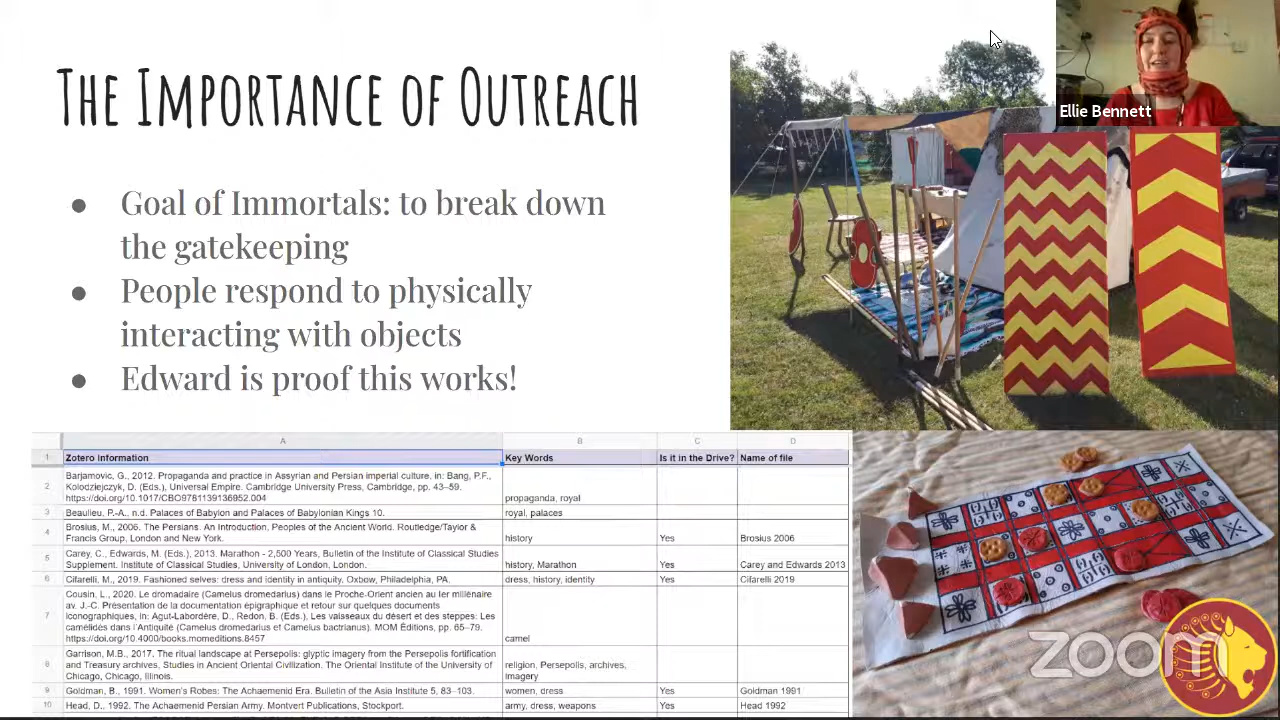 The Importance of Outreach
Ellie Bennett
● Goal of Immortals: to break down
the gatekeeping
● People respond to physically
interacting with objects
● Edward is proof this works!
A B C D
1 Zotero Information Key Words Is it in the Drive? Name of file
Barjamovic, G., 2012. Propaganda and practice in Assyrian and Persian imperial culture, in: Bang, P.F.,
Kolodziejczyk, D. (Eds.), Universal Empire. Cambridge University Press, Cambridge, pp. 43–59.
2 https://doi.org/10.1017/CBO9781139136952.004 propaganda, royal
3 Beaulieu, P.-A., n.d. Palaces of Babylon and Palaces of Babylonian Kings 10. royal, palaces
Brosius, M., 2006. The Persians. An Introduction, Peoples of the Ancient World. Routledge/Taylor &
4 Francis Group, London and New York. history Yes Brosius 2006
Carey, C., Edwards, M. (Eds.), 2013. Marathon - 2,500 Years, Bulletin of the Institute of Classical Studies
5 Supplement. Institute of Classical Studies, University of London, London. history, Marathon Yes Carey and Edwards 2013
6 Cifarelli, M., 2019. Fashioned selves: dress and identity in antiquity. Oxbow, Philadelphia, PA. dress, history, identity Yes Cifarelli 2019
Cousin, L., 2020. Le dromadaire (Camelus dromedarius) dans le Proche-Orient ancien au Ier millénaire
av. J.-C. Présentation de la documentation épigraphique et retour sur quelques documents
iconographiques, in: Agut-Labordère, D., Redon, B. (Eds.), Les vaisseaux du désert et des steppes: Les
7 camélidés dans l'Antiquité (Camelus dromedarius et Camelus bactrianus). MOM Éditions, pp. 65–79.
https://doi.org/10.4000/books.momeditions.8457 camel
Garrison, M.B., 2017. The ritual landscape at Persepolis: glyptic imagery from the Persepolis fortification
8 and Treasury archives, Studies in Ancient Oriental Civilization. The Oriental Institute of the University of religion, Persepolis, archives,
Chicago, Chicago, Illinois. imagery
9 Goldman, B., 1991. Women's Robes: The Achaemenid Era. Bulletin of the Asia Institute 5, 83–103. women, dress Yes Goldman 1991
10 Head, D., 1992. The Achaemenid Persian Army. Montvert Publications, Stockport. army, dress, weapons Yes Head 1992
zoom